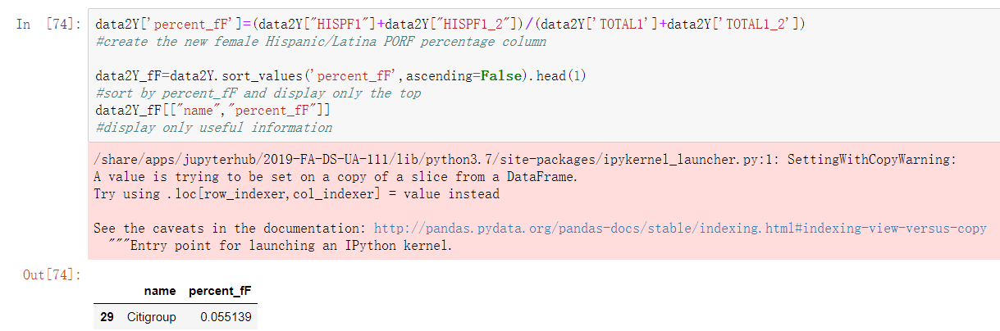 In [74]: data2Y['percent_fF']=(data2Y["HISPF1"]+data2Y["HISPF1_2"])/(data2Y['TOTAL1']+data2Y['TOTAL1_2'])
#create the new female Hispanic/Latina PORF percentage column
data2Y_fF=data2Y.sort_values('percent_fF',ascending=False).head(1)
#sort by percent_fF and display only the top
data2Y_fF[["name","percent_fF"]]
#display only useful information
/share/apps/jupyterhub/2019-FA-DS-UA-111/lib/python3.7/site-packages/ipykernel_launcher.py:1: SettingWithCopyWarning:
A value is trying to be set on a copy of a slice from a DataFrame.
Try using .loc[row_indexer,col_indexer] = value instead
See the caveats in the documentation: http://pandas.pydata.org/pandas-docs/stable/indexing.html#indexing-view-versus-copy
"""Entry point for launching an IPython kernel.
Out[74]:
name percent_fF
29 Citigroup 0.055139